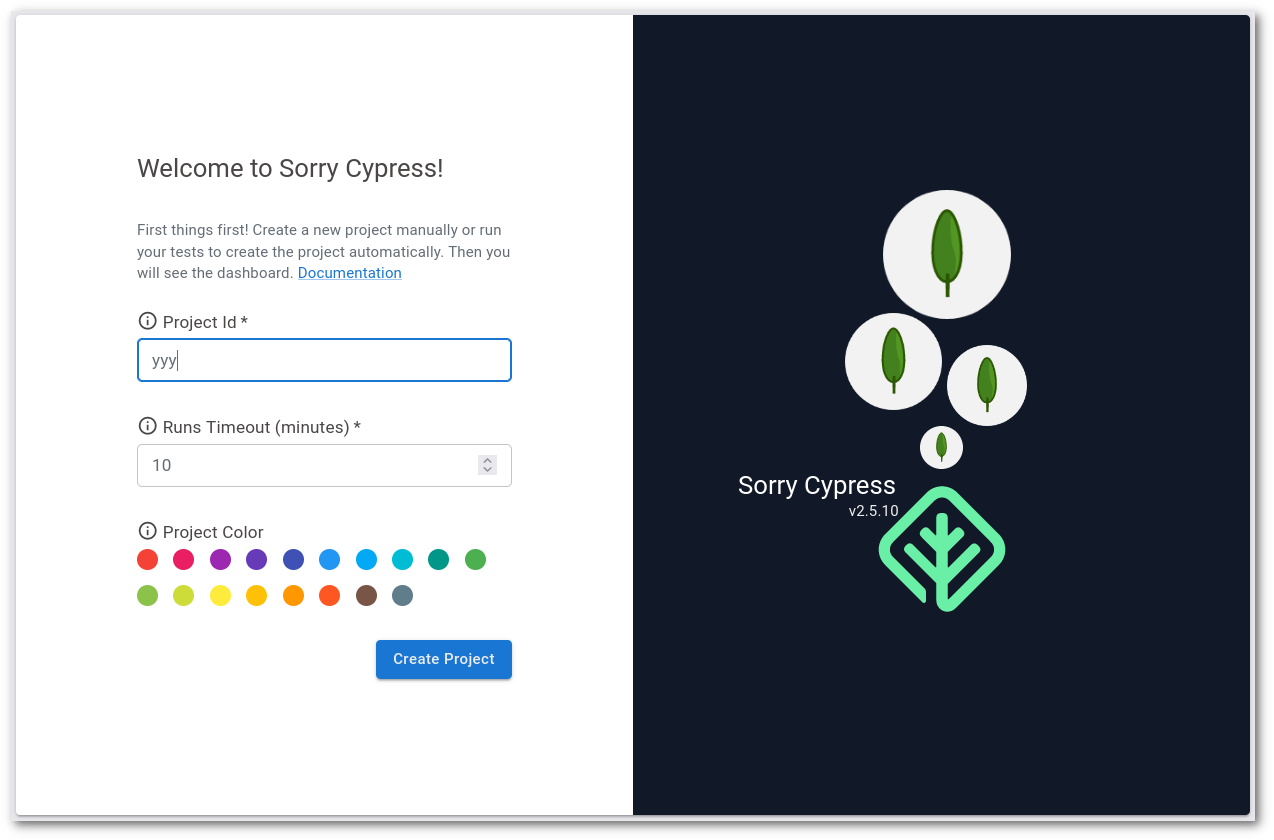 Welcome to Sorry Cypress!
First things first! Create a new project manually or run
your tests to create the project automatically. Then you
will see the dashboard. Documentation
Project Id *
yyy
Runs Timeout (minutes) *
10
Project Color
Create Project
Sorry Cypress
v2.5.10